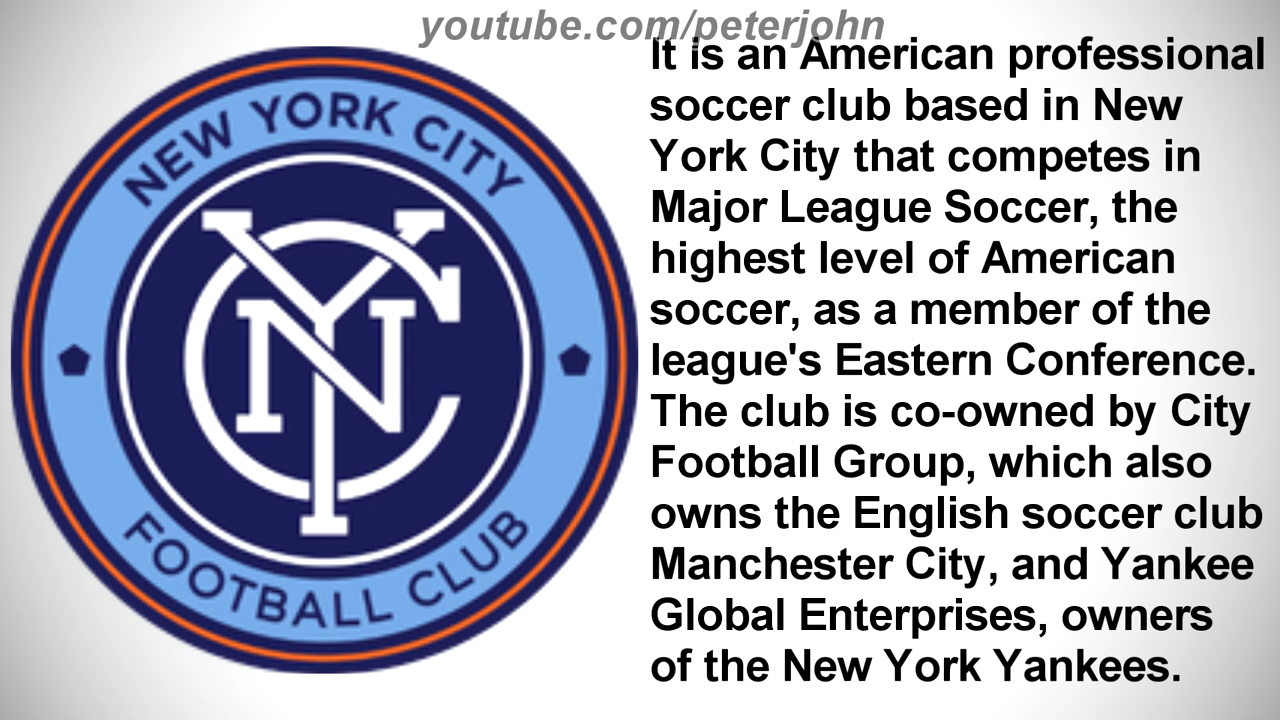 youtube.com/peterjohn
NEW YORK CITY
NYC
FOOTBALL CLUB
It is an American professional
soccer club based in New
York City that competes in
Major League Soccer, the
highest level of American
soccer, as a member of the
league's Eastern Conference.
The club is co-owned by City
Football Group, which also
owns the English soccer club
Manchester City, and Yankee
Global Enterprises, owners
of the New York Yankees.